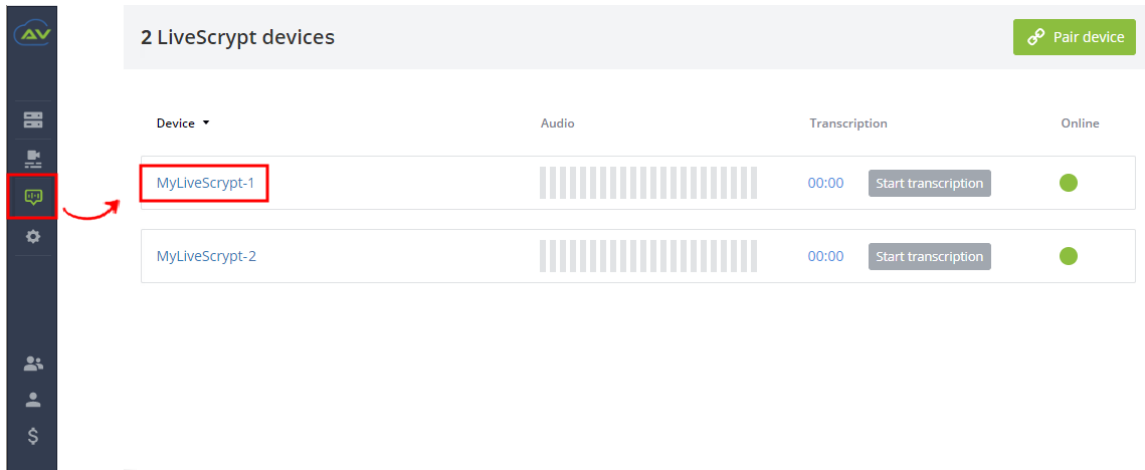 AV
2 LiveScrypt devices
Pair device
Device Audio Transcription Online
MyLiveScrypt-1 00:00 Start transcription
MyLiveScrypt-2 00:00 Start transcription
$